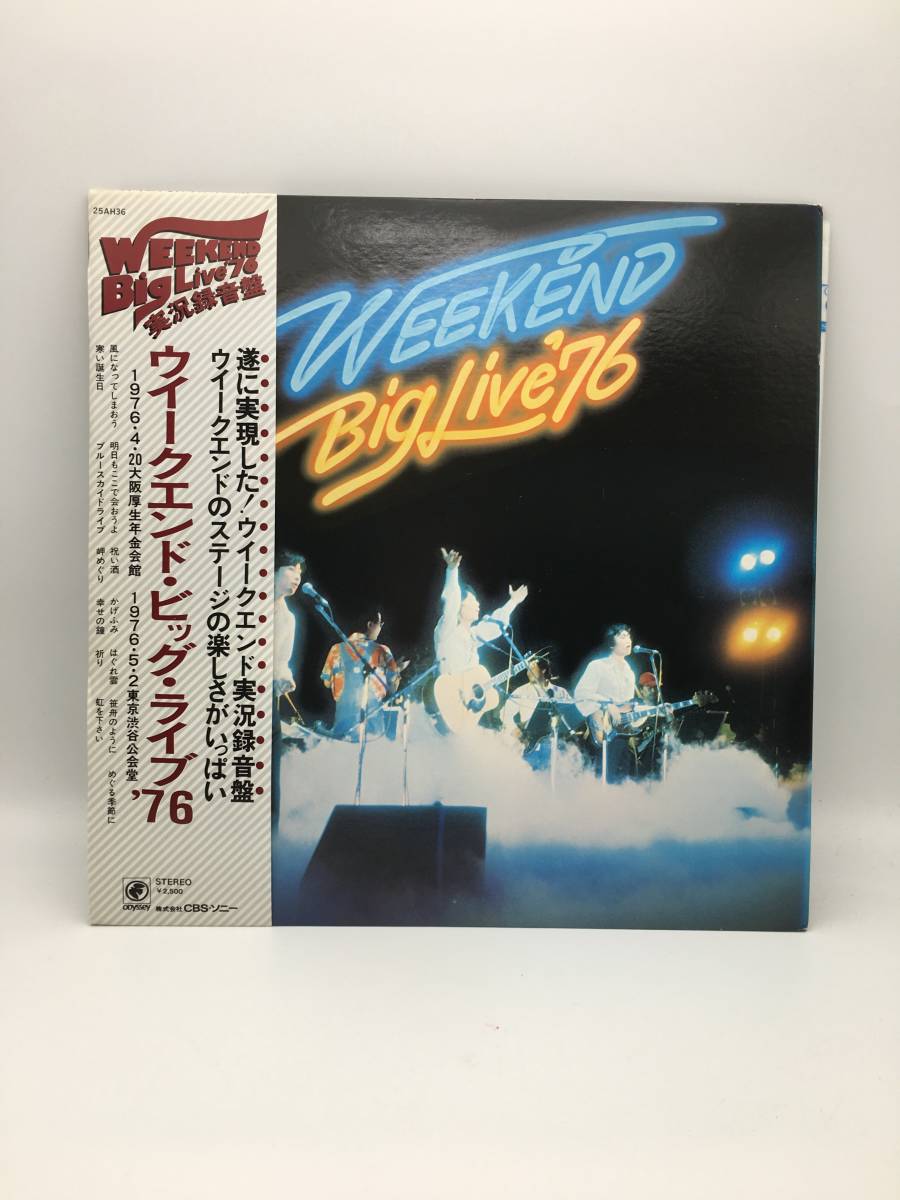 25AH36
WEEKEND
Big Live '76
実況録音盤
遂に実現した!ウイークエンド実況録音盤
ウイークエンドのステージの楽しさがいっぱい
ウイークエンド・ビッグ・ライブ'76
1976・4・20大阪厚生年金会館 1976・5・2東京渋谷公会堂
風になってしまおう 明日もここで会おうよ 祝い酒 かげふみ はぐれ雲 笹舟のように めぐる季節に
寒い誕生日 ブルースカイドライブ 岬めぐり 幸せの鐘 祈り 虹を下さい
odyssey
STEREO
¥2,500
株式会社 CBS・ソニー
WEEKEND
Big Live '76